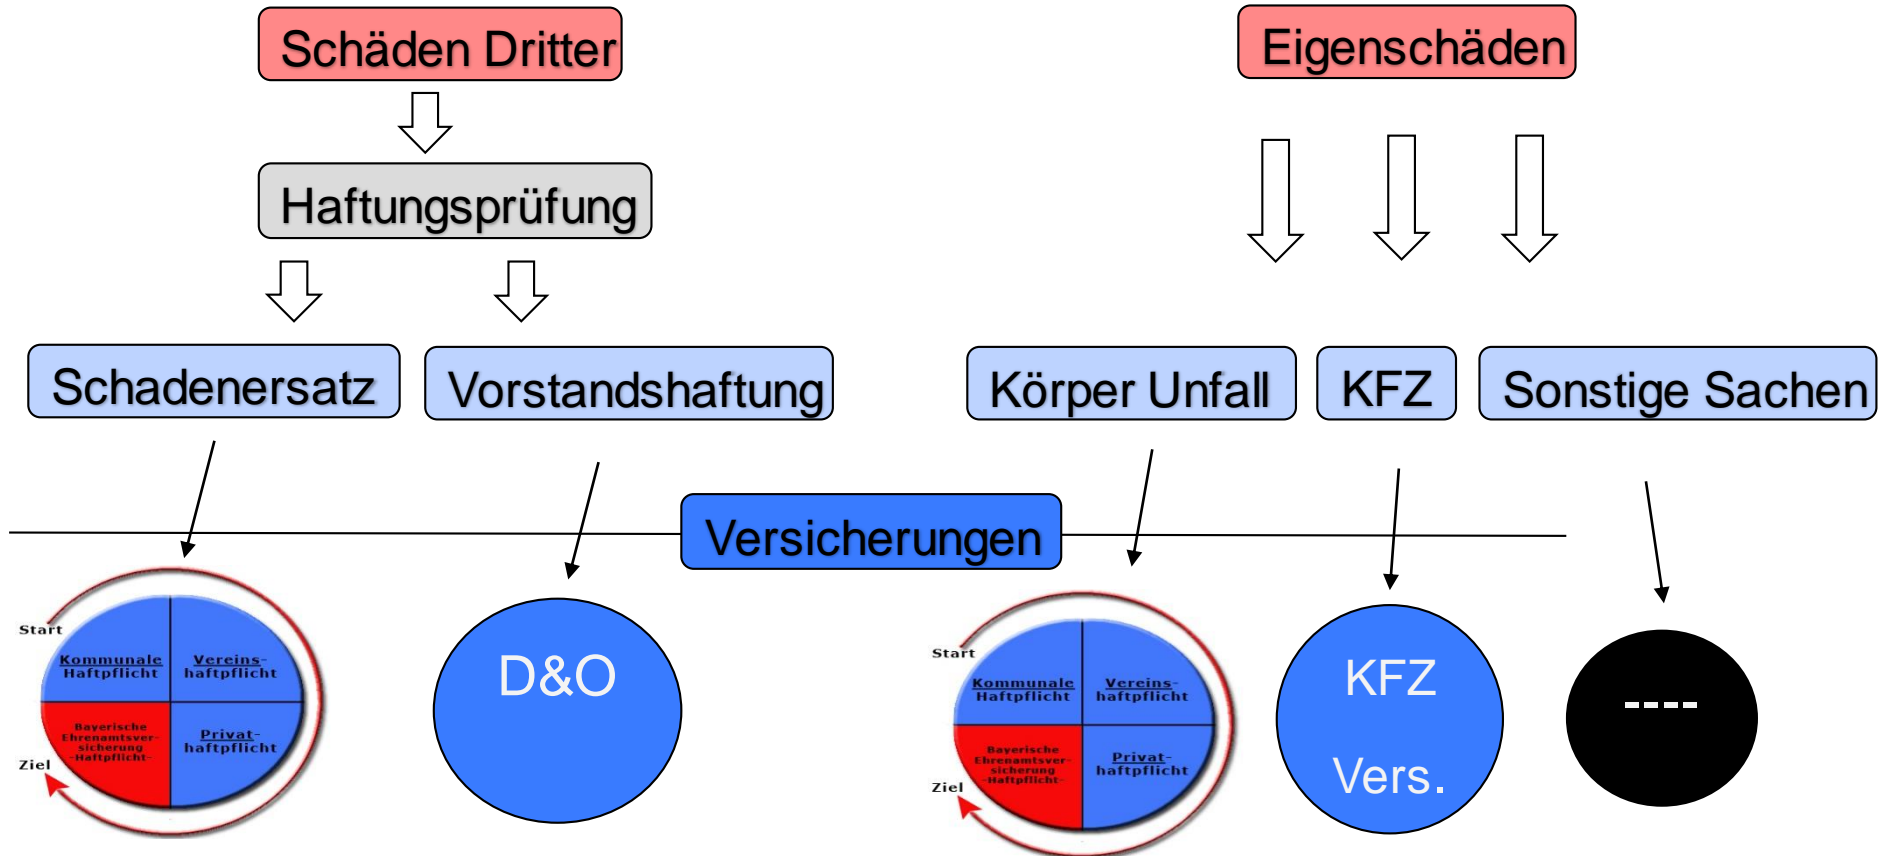 Schäden Dritter
Eigenschäden
Haftungsprüfung
Schadenersatz
Vorstandshaftung
Körper Unfall
KFZ
Sonstige Sachen
Versicherungen
Start
Kommunale
Haftpflicht
Vereins-
haftpflicht
Bayerische
Ehrenamtsver-
sicherung
-Haftpflicht-
Privat-
haftpflicht
Ziel
D&O
Start
Kommunale
Haftpflicht
Vereins-
haftpflicht
Bayerische
Ehrenamtsver-
sicherung
-Haftpflicht-
Privat-
haftpflicht
Ziel
KFZ
Vers.
----